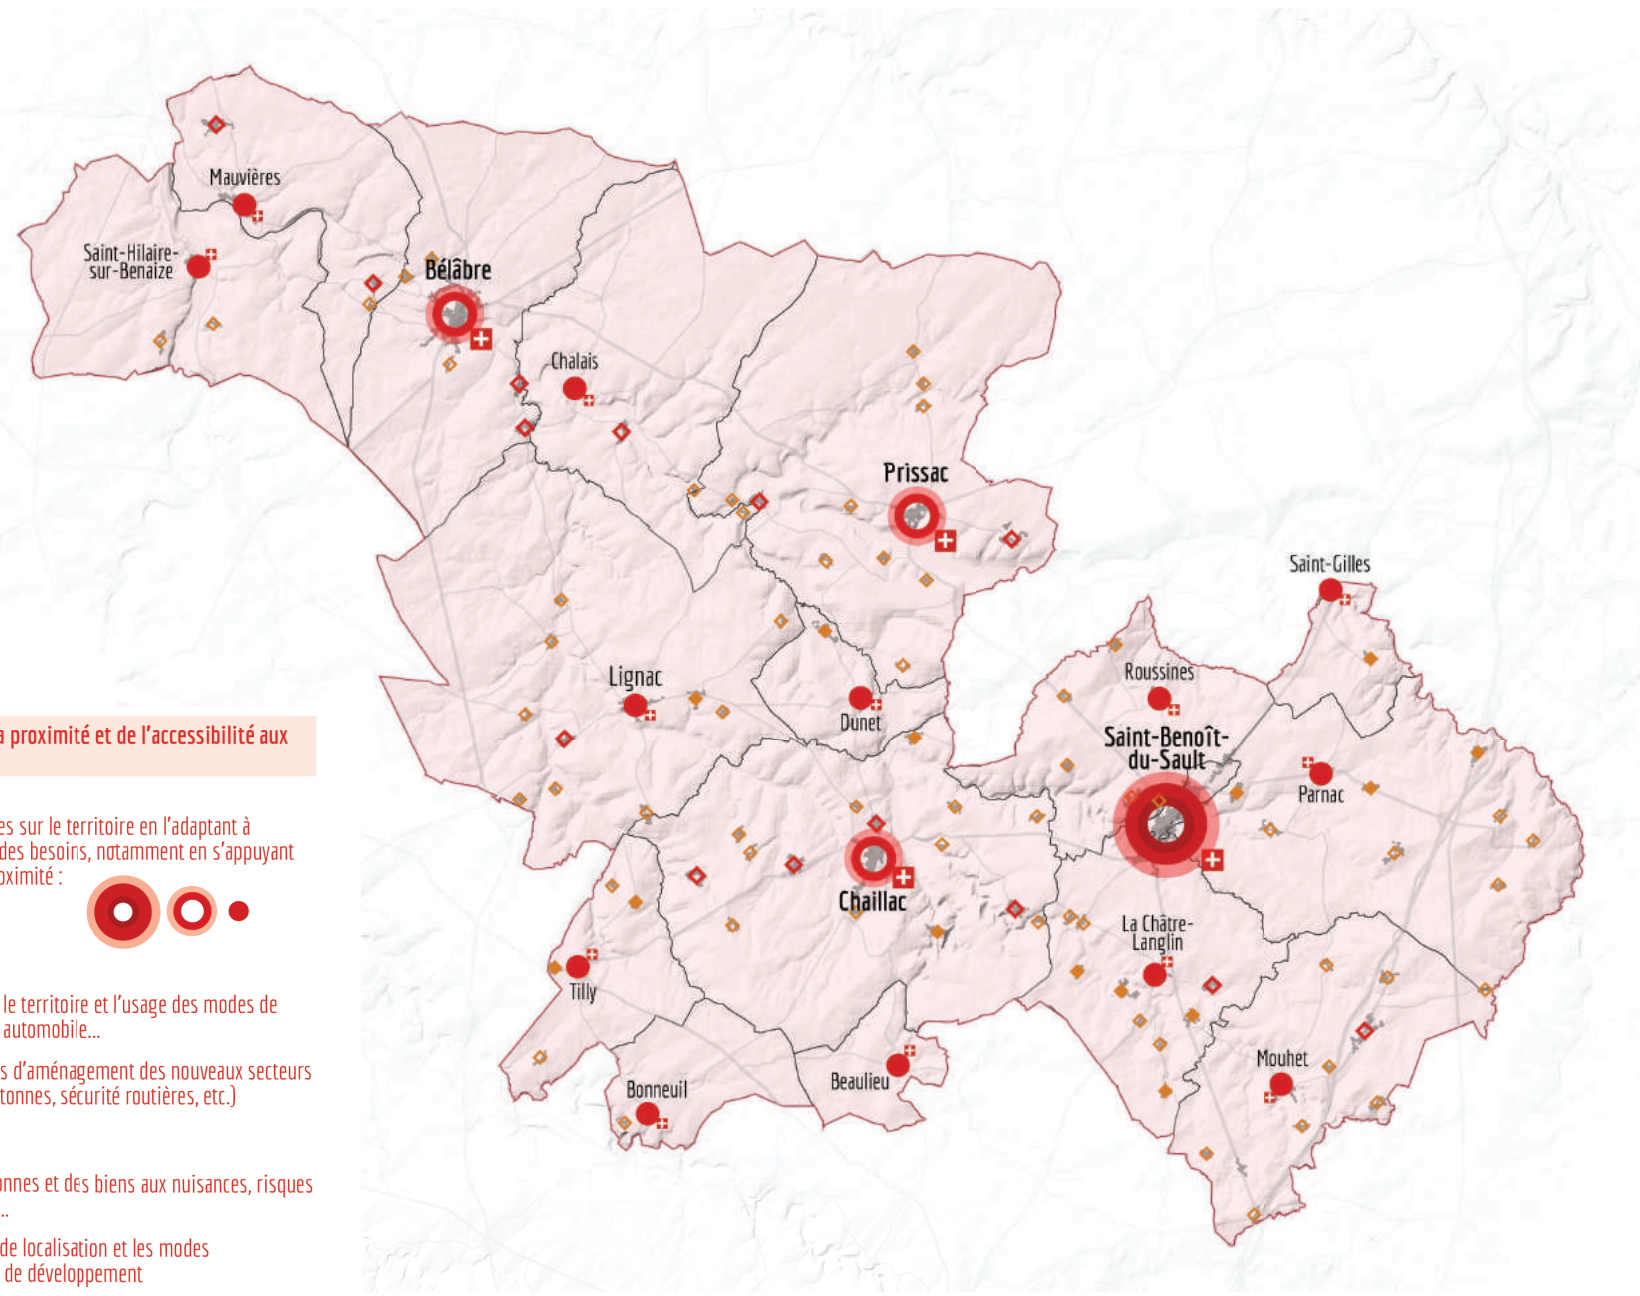 Mauvières
Saint-Hilaire-
sur-Benaize
Bélâbre
Chalais
Prissac
Saint-Gilles
Lignac
Dunet
Roussines
Saint-Benoît-
du-Sault
Parnac
Chaillac
La Châtre-
Langlin
Tilly
Mouhet
Beaulieu
Bonneuil
a proximité et de l'accessibilité aux
es sur le territoire en l'adaptant à
des besoins, notamment en s'appuyant
oximité :
le territoire et l'usage des modes de
automobile...
s d'aménagement des nouveaux secteurs
tonnes, sécurité routières, etc.)
onnes et des biens aux nuisances, risques
...
de localisation et les modes
de développement